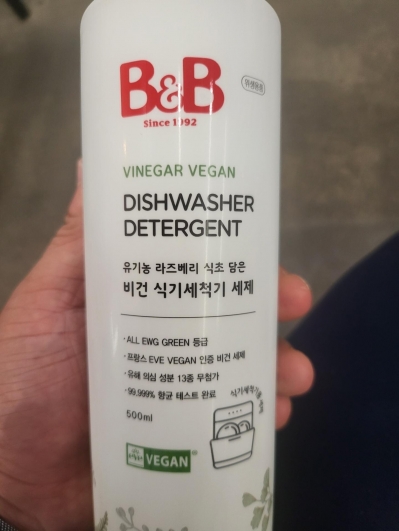 B&B
Since 1992
VINEGAR VEGAN
DISHWASHER
DETERGENT
유기농 라즈베리 식초 담은
비건 식기세척기 세제
·ALL EWG GREEN 등급
·프랑스 EVE VEGAN 인증 비건 세제
·유해 의심 성분 13종 무첨가
·99.999% 항균 테스트 완료
500ml
VEGAN